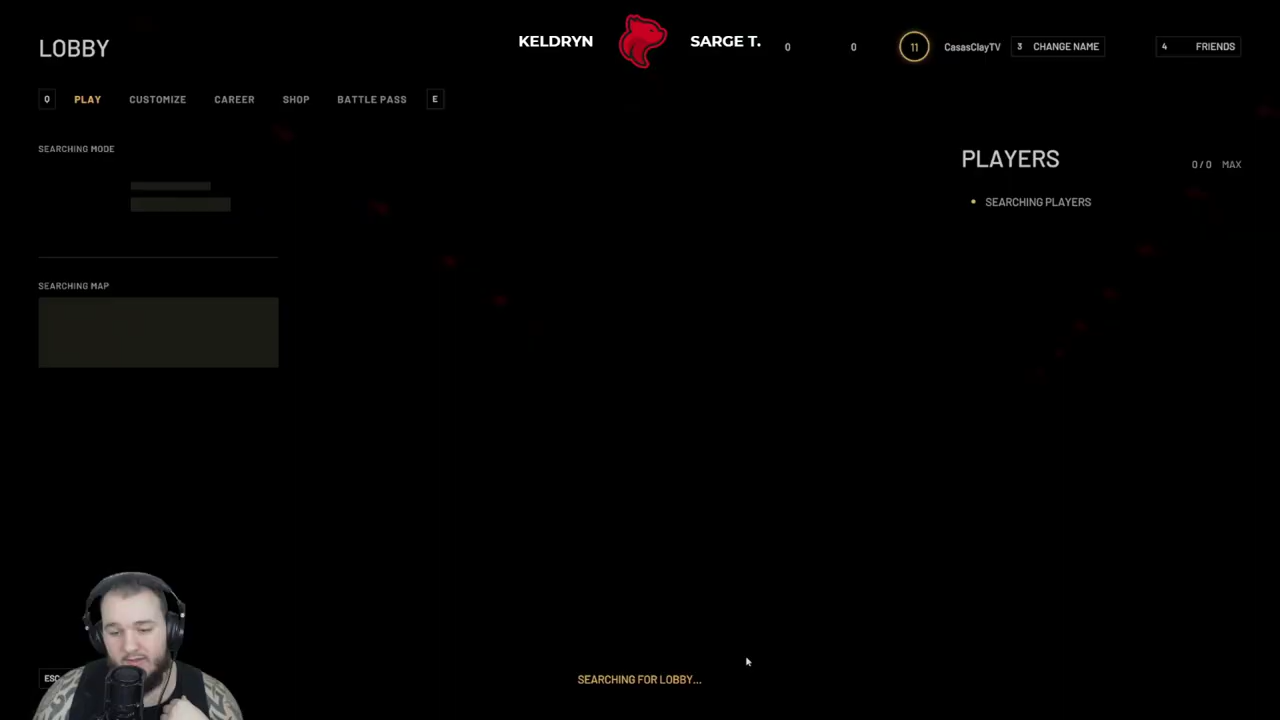 LOBBY
KELDRYN
SARGE T.
0
0
11
CasasClayTV
3 CHANGE NAME
4 FRIENDS
Q
PLAY
CUSTOMIZE
CAREER
SHOP
BATTLE PASS
E
SEARCHING MODE
PLAYERS
0 / 0 MAX
SEARCHING PLAYERS
SEARCHING MAP
ESC
SEARCHING FOR LOBBY...